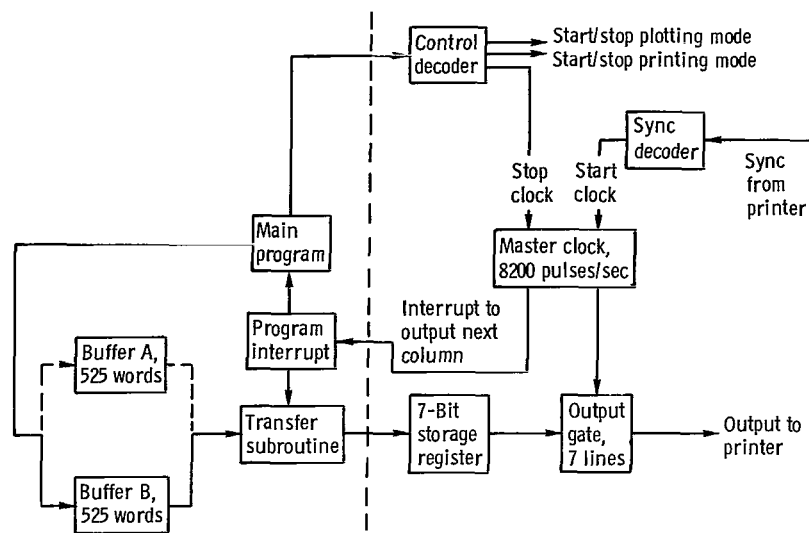 Control
decoder
Start/stop plotting mode
Start/stop printing mode
Sync
decoder
Sync
from
printer
Stop
clock
Start
clock
Main
program
Master clock,
8200 pulses/sec
Program
interrupt
Interrupt to
output next
column
Buffer A,
525 words
Transfer
subroutine
7-Bit
storage
register
Output
gate,
7 lines
Output to
printer
Buffer B,
525 words